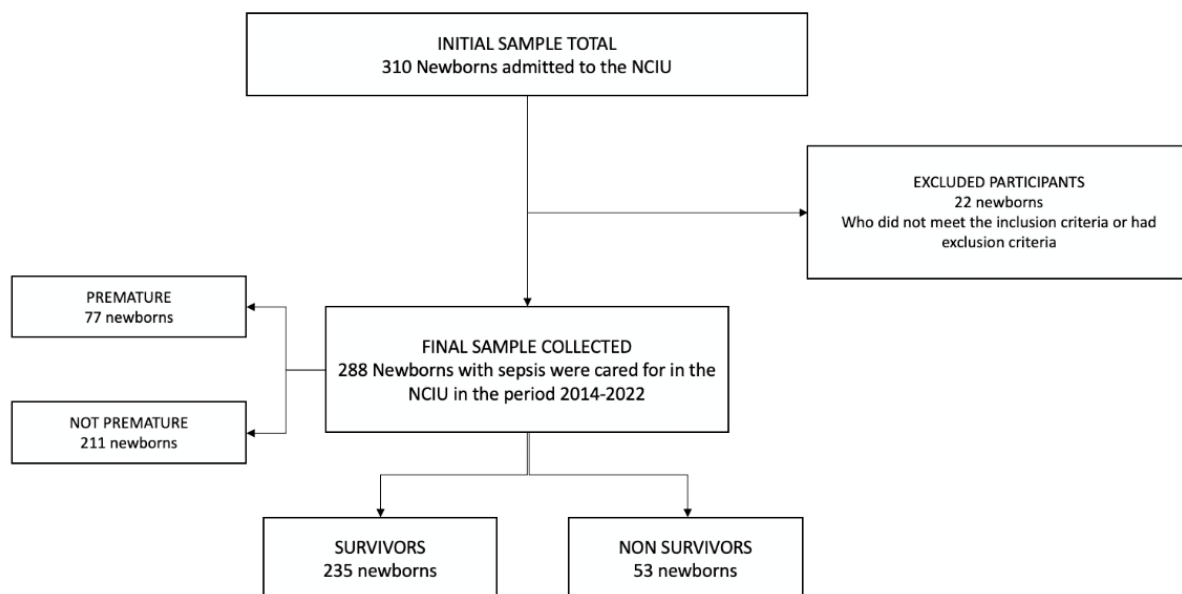 INITIAL SAMPLE TOTAL
310 Newborns admitted to the NCIU
EXCLUDED PARTICIPANTS
22 newborns
Who did not meet the inclusion criteria or had
exclusion criteria
PREMATURE
77 newborns
FINAL SAMPLE COLLECTED
288 Newborns with sepsis were cared for in the
NCIU in the period 2014-2022
NOT PREMATURE
211 newborns
SURVIVORS
235 newborns
NON SURVIVORS
53 newborns